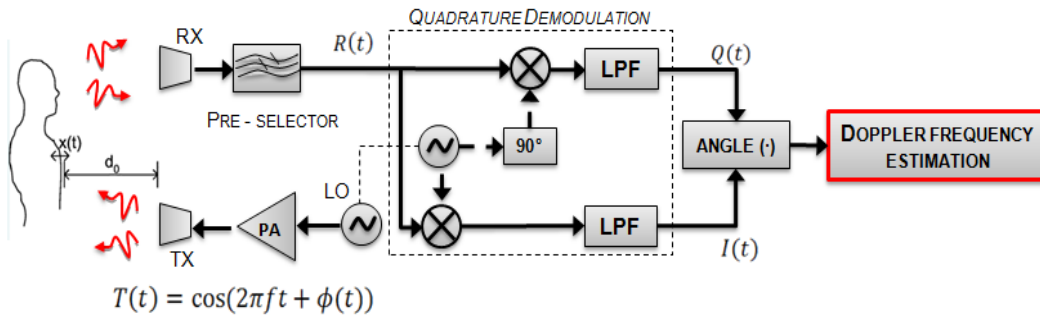 QUADRATURE DEMODULATION
RX
R(t)
LPF
Q(t)
PRE - SELECTOR
x(t)
d₀
90°
ANGLE (·)
DOPPLER FREQUENCY
ESTIMATION
LO
PA
LPF
TX
I(t)
T(t) = cos(2πft + ϕ(t))